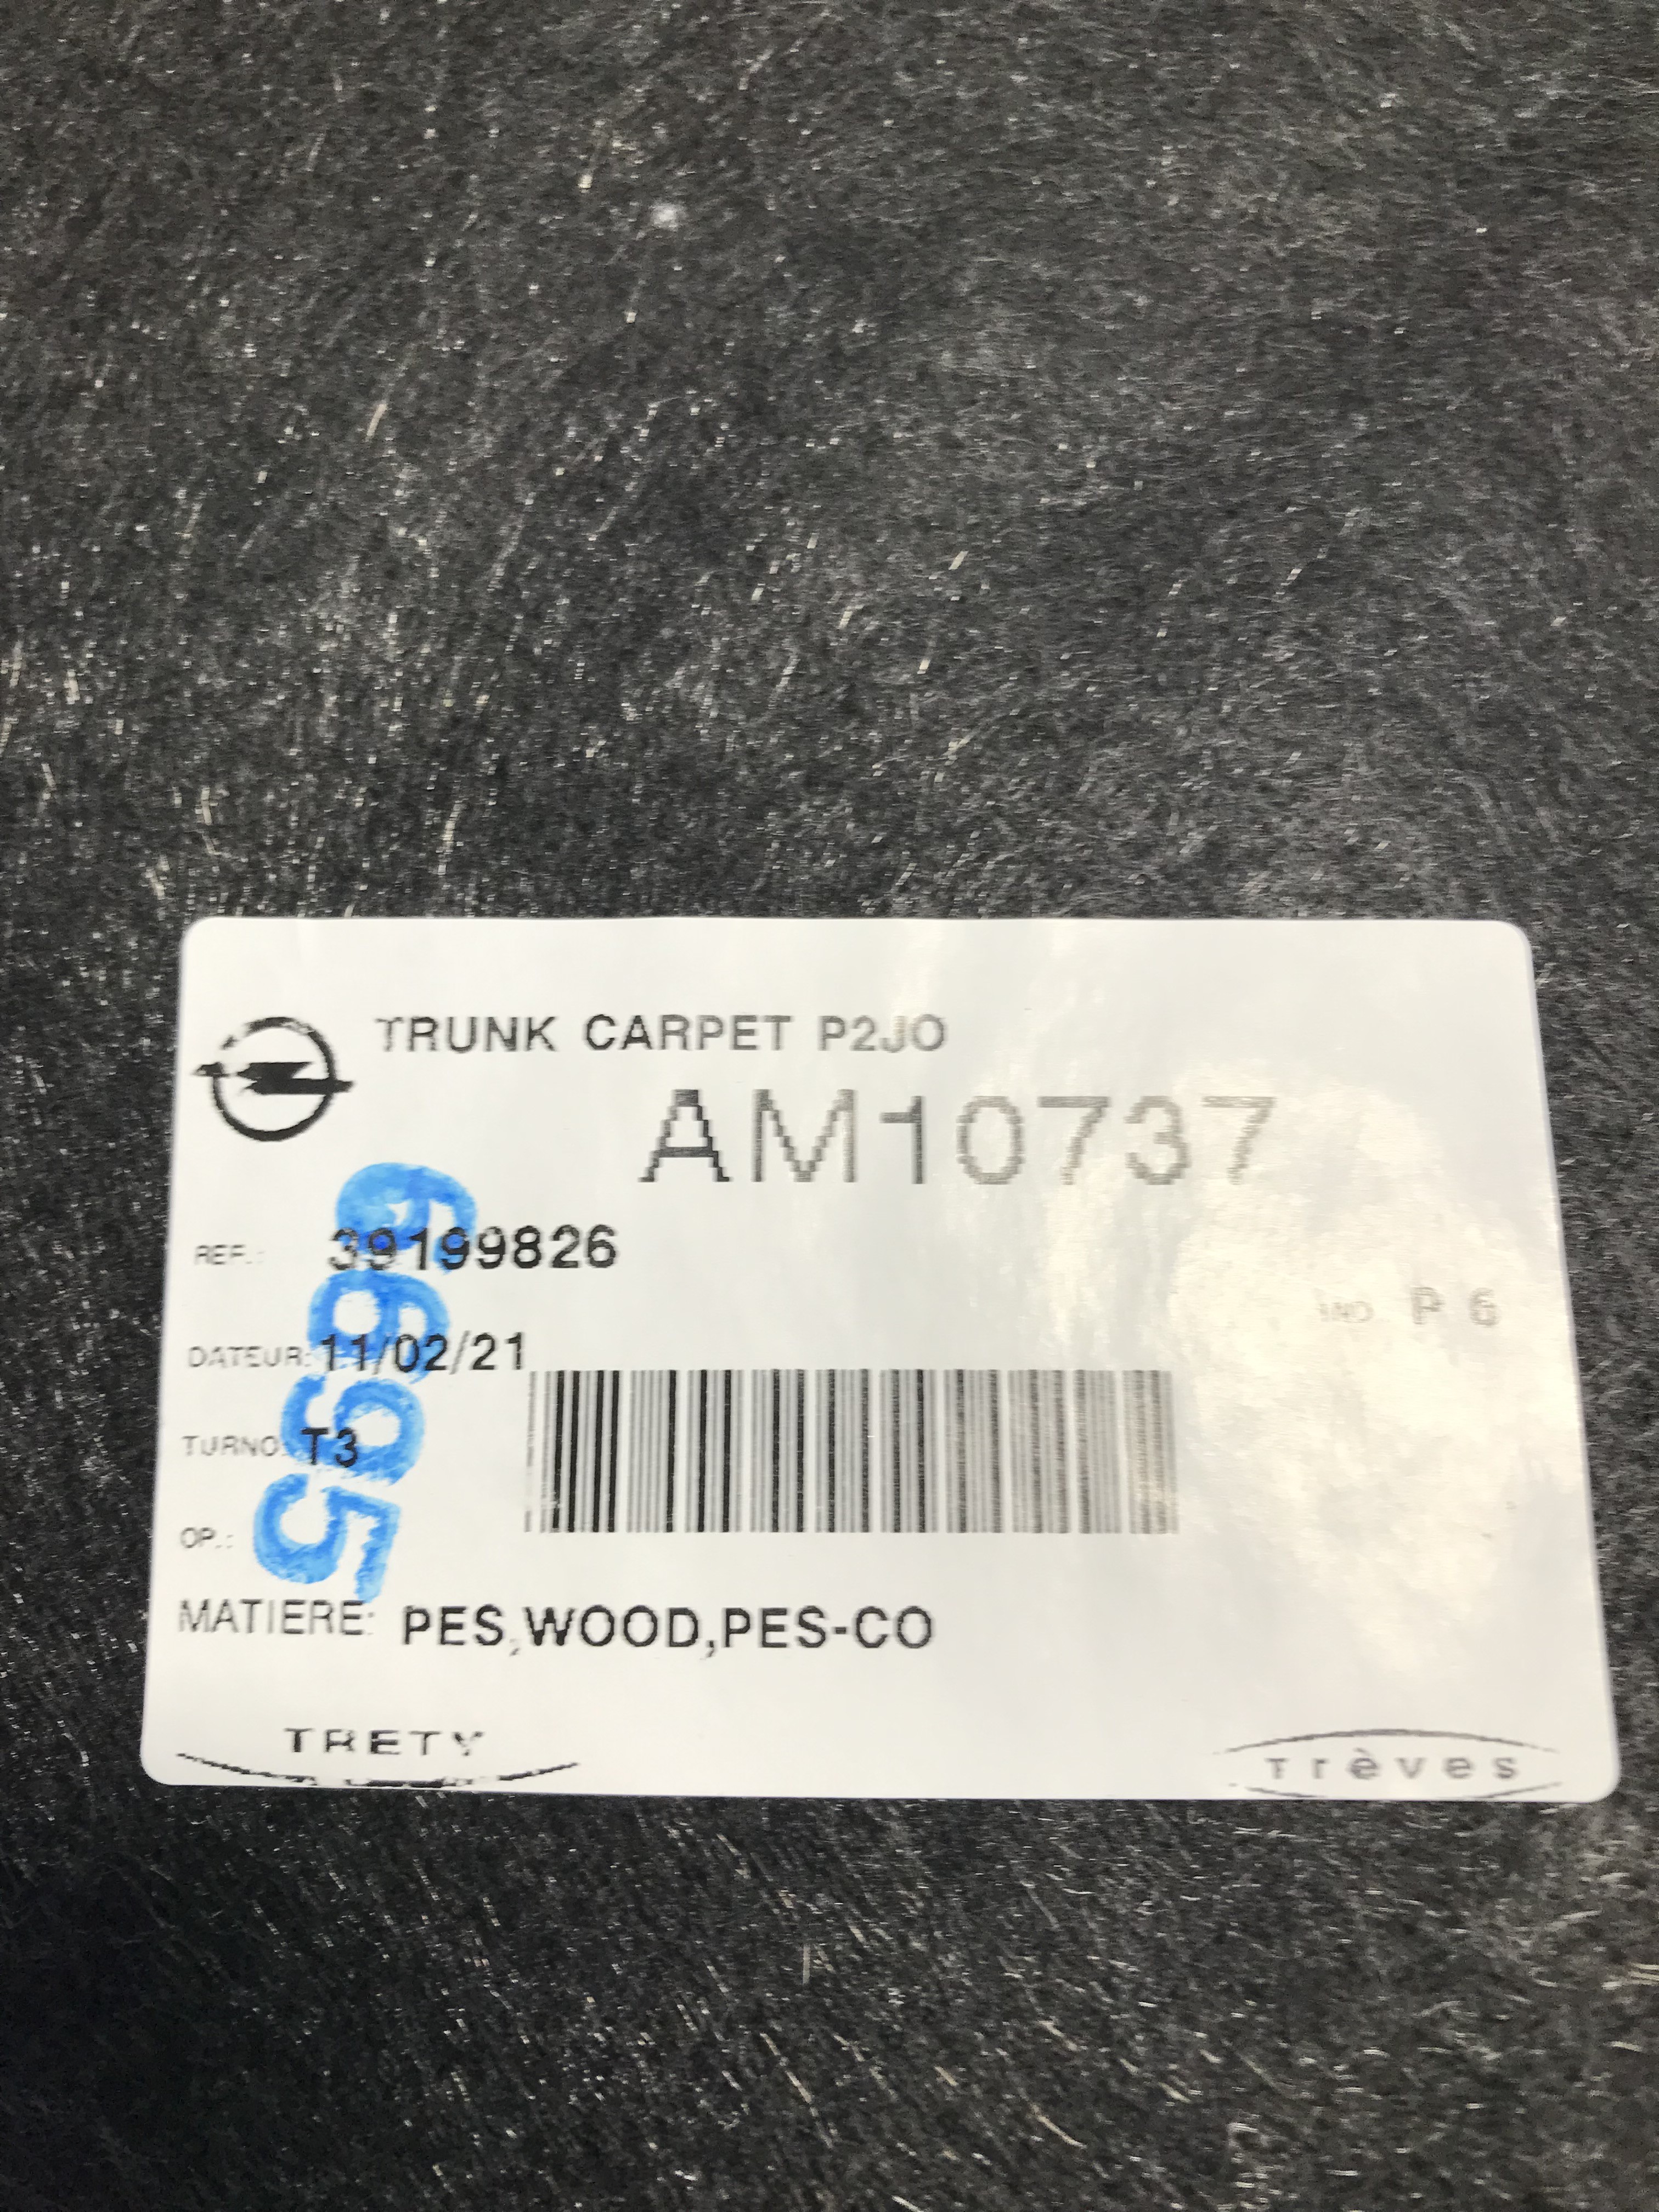 TRUNK CARPET P2JO
AM10737
REF.: 39199826
IND P 6
DATEUR: 11/02/21
TURNO: T3
OP.:
6695
MATIERE: PES,WOOD,PES-CO
TRETY
Trèves